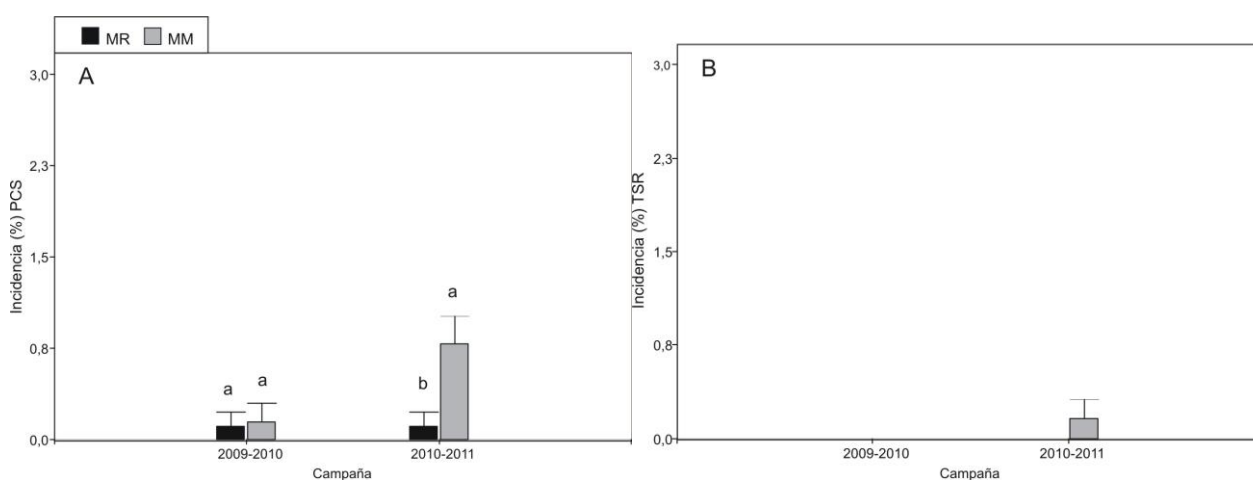 MR MM
A
3,0
2,3
1,5
0,8
0,0
Incidencia (%) PCS
a a b a
2009-2010 2010-2011
Campaña
B
3,0
2,3
1,5
0,8
0,0
Incidencia (%) TSR
2009-2010 2010-2011
Campaña